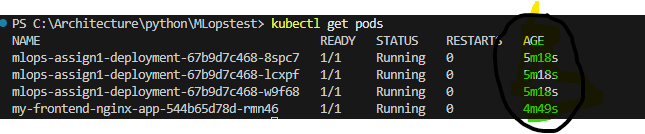 PS C:\Architecture\python\MLopstest> kubectl get pods
NAME READY STATUS RESTARTS AGE
mlops-assign1-deployment-67b9d7c468-8spc7 1/1 Running 0 5m18s
mlops-assign1-deployment-67b9d7c468-lcxpf 1/1 Running 0 5m18s
mlops-assign1-deployment-67b9d7c468-w9f68 1/1 Running 0 5m18s
my-frontend-nginx-app-544b65d78d-rmn46 1/1 Running 0 4m49s